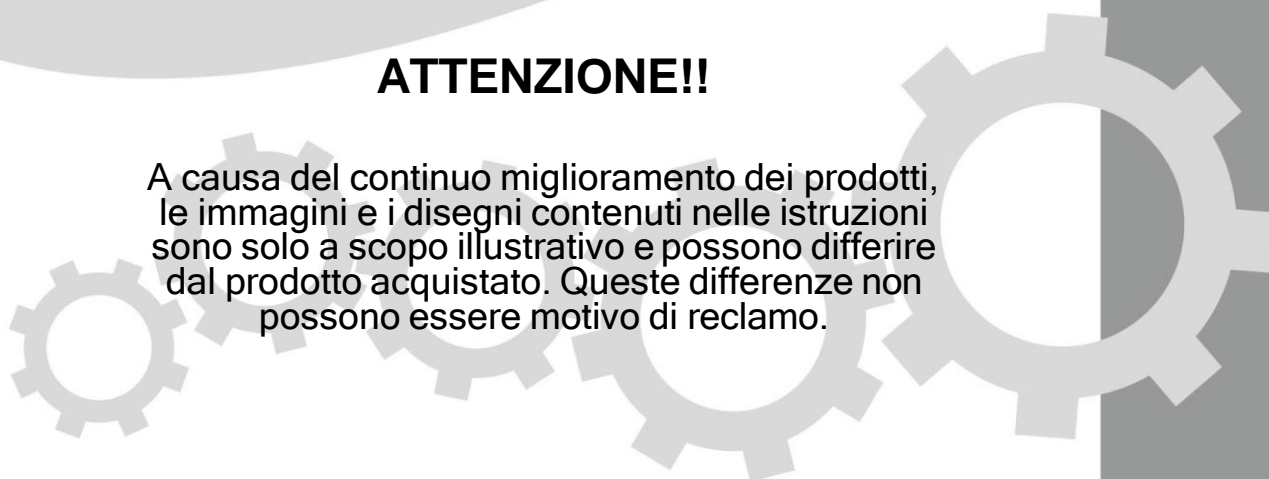 ATTENZIONE!!
A causa del continuo miglioramento dei prodotti,
le immagini e i disegni contenuti nelle istruzioni
sono solo a scopo illustrativo e possono differire
dal prodotto acquistato. Queste differenze non
possono essere motivo di reclamo.